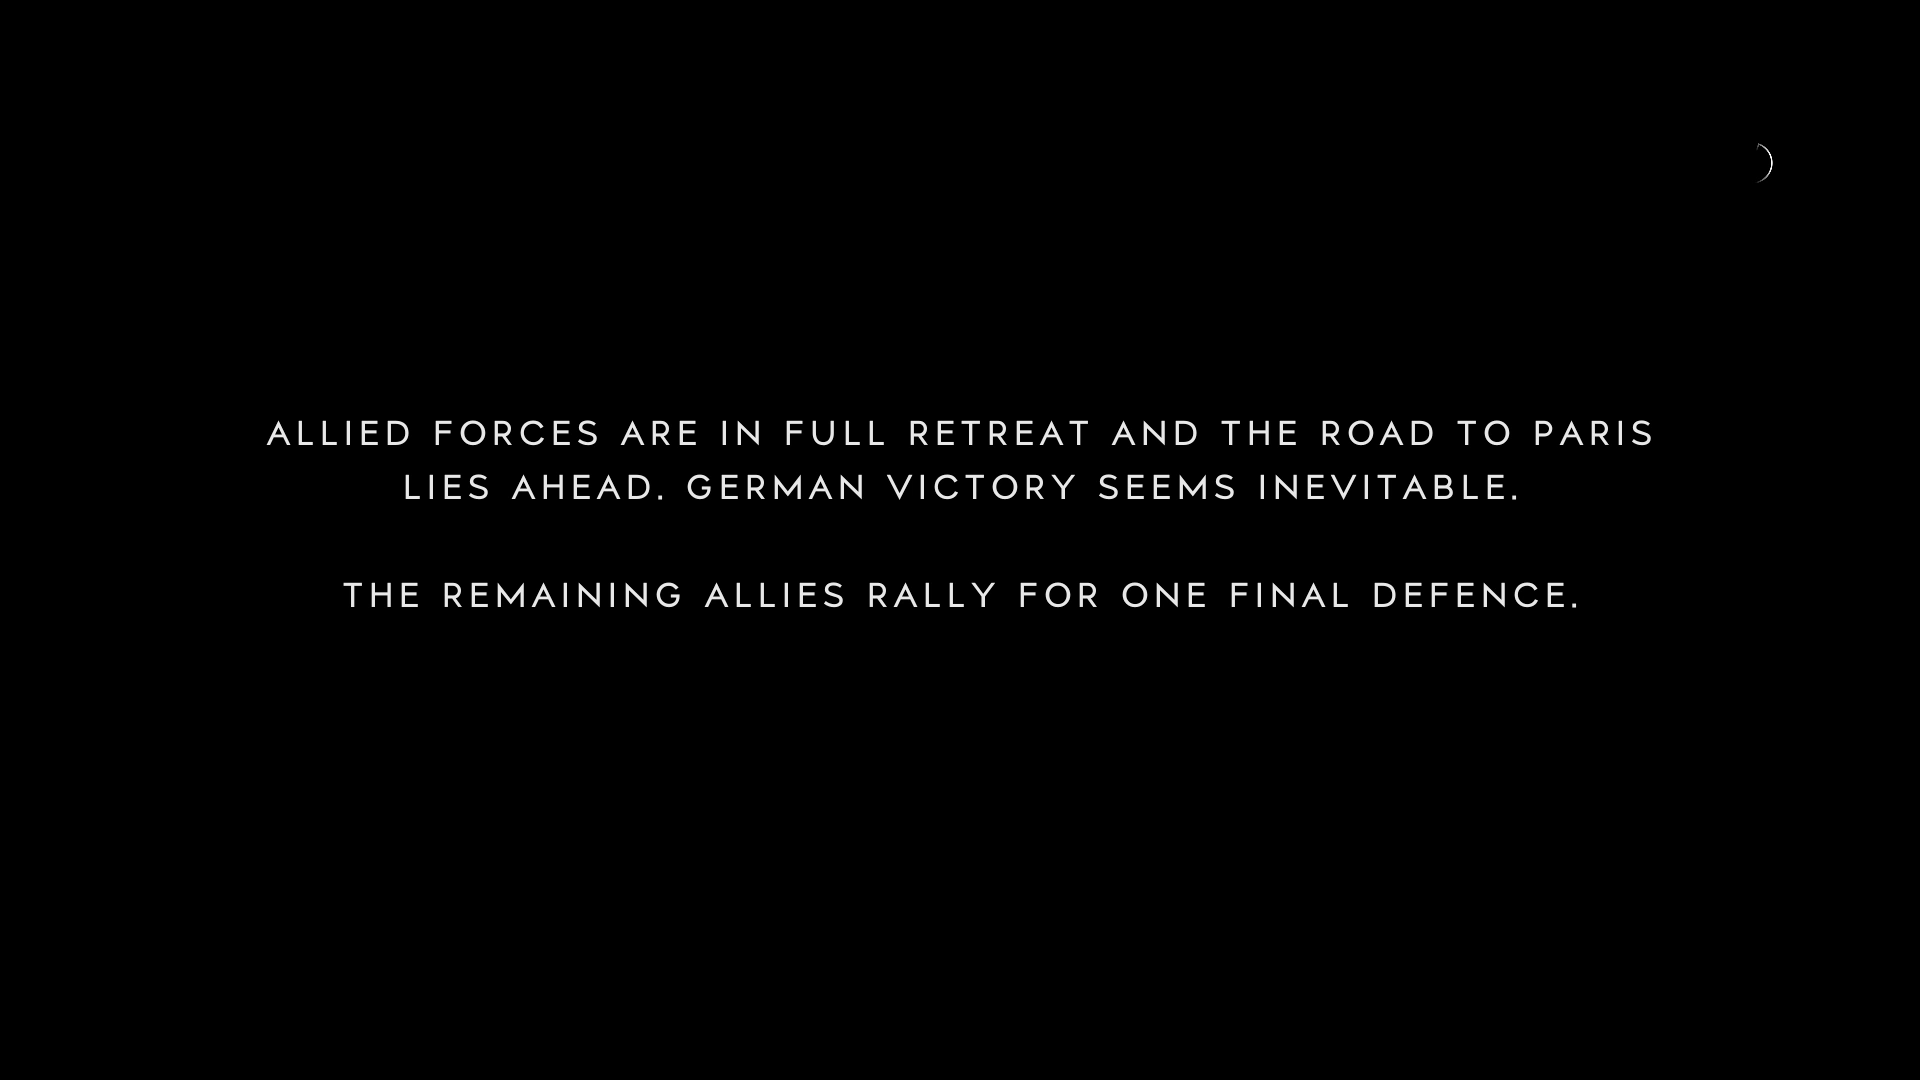 ALLIED FORCES ARE IN FULL RETREAT AND THE ROAD TO PARIS
LIES AHEAD. GERMAN VICTORY SEEMS INEVITABLE.
THE REMAINING ALLIES RALLY FOR ONE FINAL DEFENCE.